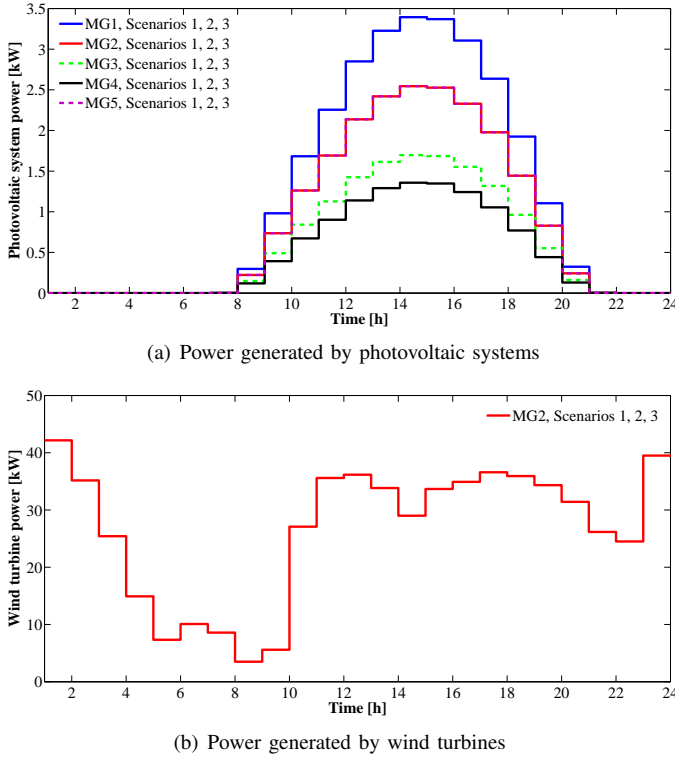 3.5
3
2.5
2
1.5
1
0.5
0
Photovoltaic system power [kW]
MG1, Scenarios 1, 2, 3
MG2, Scenarios 1, 2, 3
MG3, Scenarios 1, 2, 3
MG4, Scenarios 1, 2, 3
MG5, Scenarios 1, 2, 3
2 4 6 8 10 12 14 16 18 20 22 24
Time [h]
(a) Power generated by photovoltaic systems
50
40
30
20
10
0
Wind turbine power [kW]
MG2, Scenarios 1, 2, 3
2 4 6 8 10 12 14 16 18 20 22 24
Time [h]
(b) Power generated by wind turbines